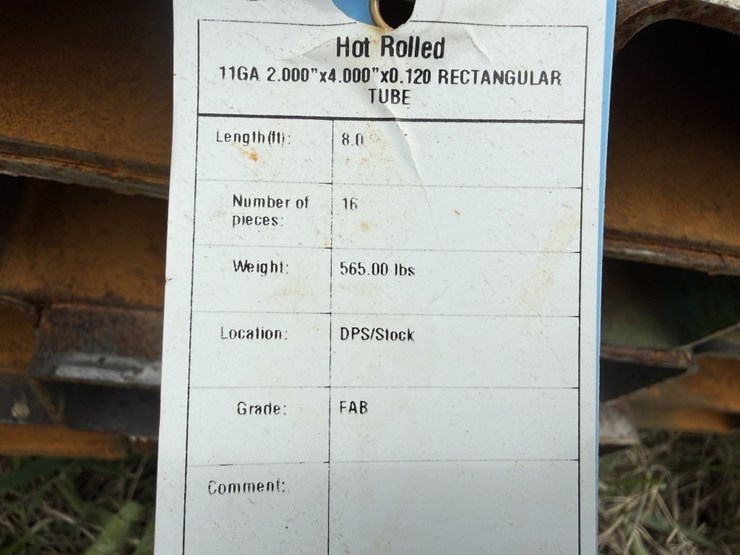 Hot Rolled
11GA 2.000"x4.000"x0.120 RECTANGULAR
TUBE
Length(ft): 8.0
Number of pieces: 16
Weight: 565.00 lbs
Location: DPS/Stock
Grade: FAB
Comment: